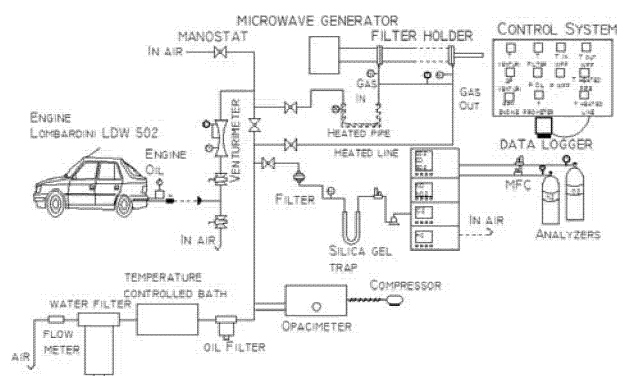 MICROWAVE GENERATOR
MANOSTAT
FILTER HOLDER
CONTROL SYSTEM
IN AIR
GAS
IN
GAS
OUT
ENGINE
LOMBARDINI LDW 502
ENGINE
OIL
VENTURIMETER
HEATED PIPE
HEATED LINE
DATA LOGGER
FILTER
MFC
IN AIR
ANALYZERS
IN AIR
SILICA GEL
TRAP
TEMPERATURE
CONTROLLED BATH
COMPRESSOR
WATER FILTER
OPACIMETER
FLOW
METER
OIL FILTER
AIR